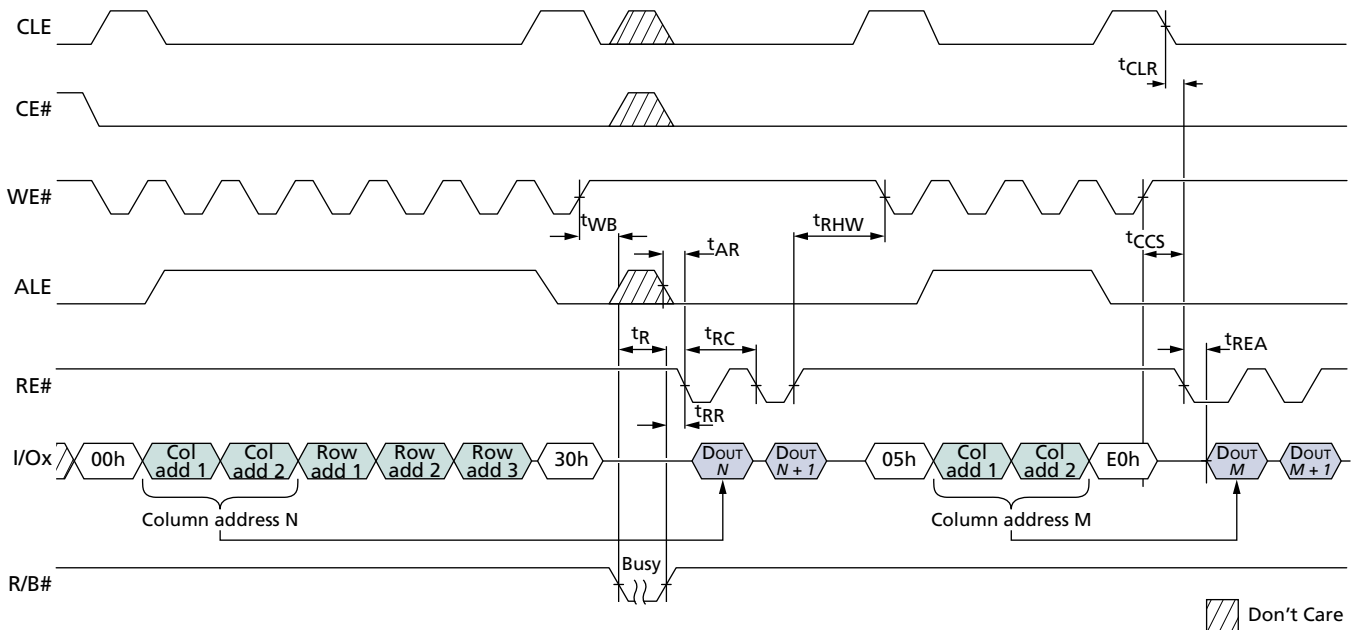 CLE
tCLR
CE#
WE#
tWB
tAR
tRHW
tCCS
ALE
tR
tRC
tREA
RE#
tRR
I/Ox
00h
Col
add 1
Col
add 2
Row
add 1
Row
add 2
Row
add 3
30h
DOUT
N
DOUT
N + 1
05h
Col
add 1
Col
add 2
E0h
DOUT
M
DOUT
M + 1
Column address N
Column address M
Busy
R/B#
Don't Care